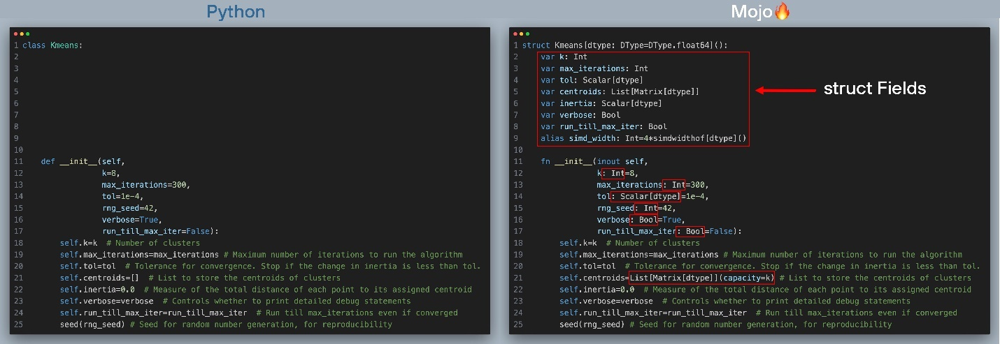 Python
1 class Kmeans:
2
3
4
5
6
7
8
9
10
11    def __init__(self,
12                 k=8,
13                 max_iterations=300,
14                 tol=1e-4,
15                 rng_seed=42,
16                 verbose=True,
17                 run_till_max_iter=False):
18        self.k=k  # Number of clusters
19        self.max_iterations=max_iterations # Maximum number of iterations to run the algorithm
20        self.tol=tol  # Tolerance for convergence. Stop if the change in inertia is less than tol.
21        self.centroids=[]  # List to store the centroids of clusters
22        self.inertia=0.0  # Measure of the total distance of each point to its assigned centroid
23        self.verbose=verbose  # Controls whether to print detailed debug statements
24        self.run_till_max_iter=run_till_max_iter  # Run till max_iterations even if converged
25        seed(rng_seed) # Seed for random number generation, for reproducibility
Mojo🔥
1 struct Kmeans[dtype: DType=DType.float64]():
2    var k: Int
3    var max_iterations: Int
4    var tol: Scalar[dtype]
5    var centroids: List[Matrix[dtype]]
6    var inertia: Scalar[dtype]
7    var verbose: Bool
8    var run_till_max_iter: Bool
9    alias simd_width: Int=4*simdwidthof[dtype]()
struct Fields
10
11    fn __init__(inout self,
12                k: Int=8,
13                max_iterations: Int=300,
14                tol: Scalar[dtype]=1e-4,
15                rng_seed: Int=42,
16                verbose: Bool=True,
17                run_till_max_iter: Bool=False):
18        self.k=k  # Number of clusters
19        self.max_iterations=max_iterations # Maximum number of iterations to run the algorithm
20        self.tol=tol  # Tolerance for convergence. Stop if the change in inertia is less than tol.
21        self.centroids=List[Matrix[dtype]](capacity=k) # List to store the centroids of clusters
22        self.inertia=0.0  # Measure of the total distance of each point to its assigned centroid
23        self.verbose=verbose  # Controls whether to print detailed debug statements
24        self.run_till_max_iter=run_till_max_iter  # Run till max_iterations even if converged
25        seed(rng_seed) # Seed for random number generation, for reproducibility